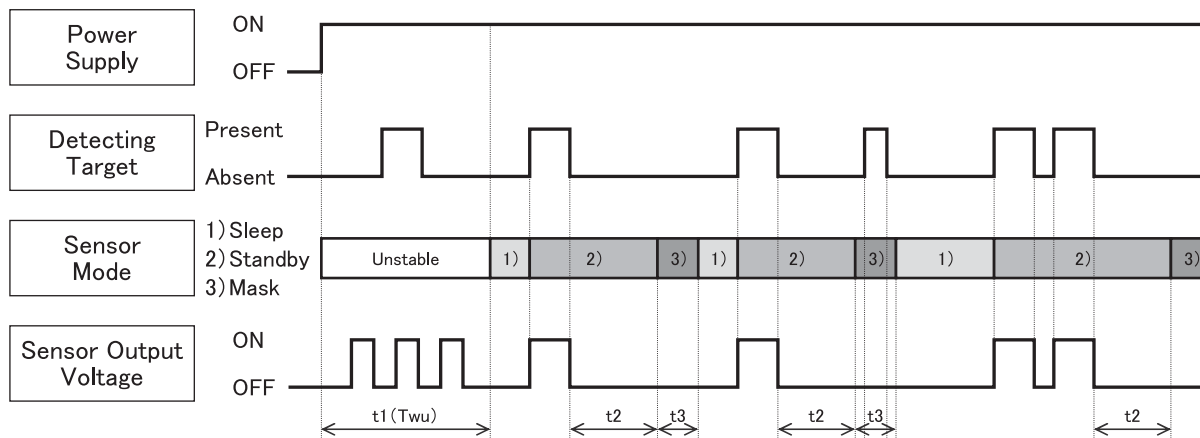 Power
Supply
ON
OFF
Detecting
Target
Present
Absent
Sensor
Mode
1)Sleep
2)Standby
3)Mask
Unstable 1) 2) 3) 1) 2) 3) 1) 2) 3)
Sensor Output
Voltage
ON
OFF
t1(Twu) t2 t3 t2 t3 t2